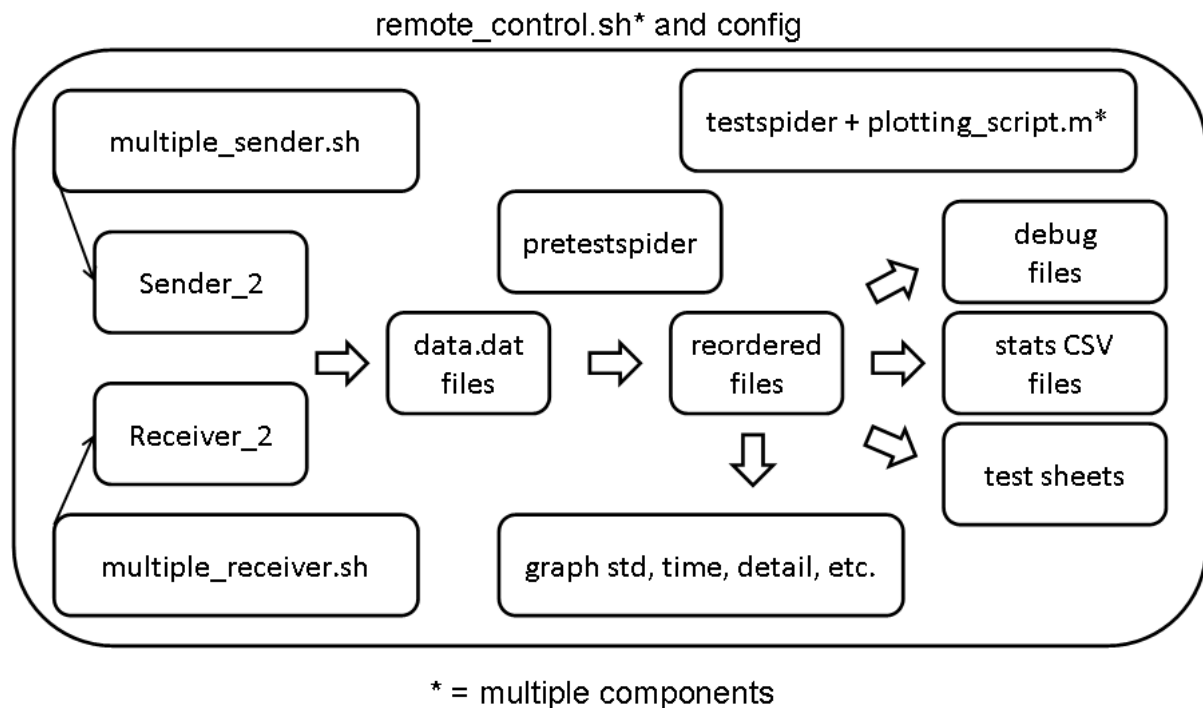 remote_control.sh* and config
multiple_sender.sh
testspider + plotting_script.m*
pretestspider
debug
files
Sender_2
data.dat
files
reordered
files
stats CSV
files
Receiver_2
test sheets
multiple_receiver.sh
graph std, time, detail, etc.
* = multiple components